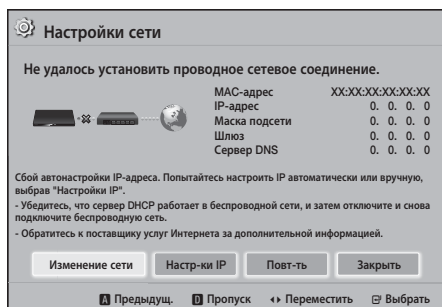 Настройки сети
Не удалось установить проводное сетевое соединение.
MAC-адрес XX:XX:XX:XX:XX:XX
IP-адрес 0. 0. 0. 0
Маска подсети 0. 0. 0. 0
Шлюз 0. 0. 0. 0
Сервер DNS 0. 0. 0. 0
Сбой автонастройки IP-адреса. Попытайтесь настроить IP автоматически или вручную,
выбрав "Настройки IP".
- Убедитесь, что сервер DHCP работает в беспроводной сети, и затем отключите и снова
подключите беспроводную сеть.
- Обратитесь к поставщику услуг Интернета за дополнительной информацией.
Изменение сети Настр-ки IP Повт-ть Закрыть
A Предыдущ. D Пропуск Переместить Выбрать